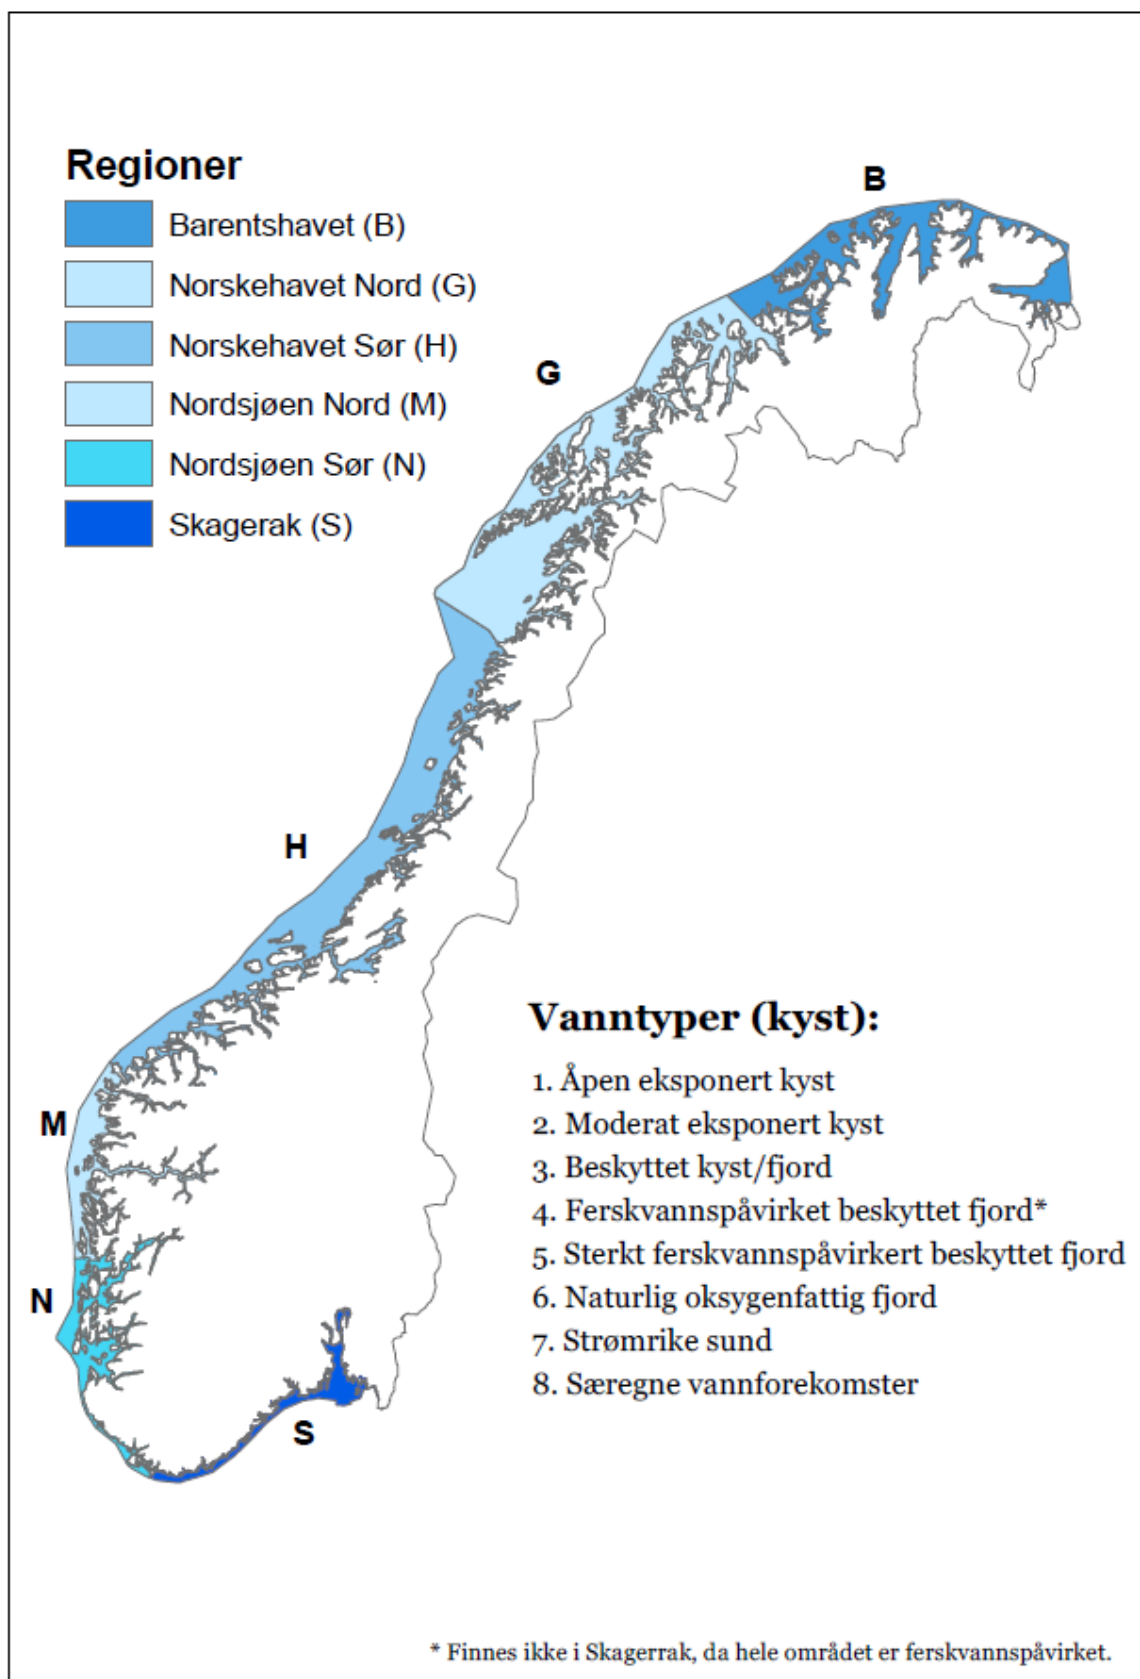 Regioner
Barentshavet (B)
Norskehavet Nord (G)
Norskehavet Sør (H)
Nordsjøen Nord (M)
Nordsjøen Sør (N)
Skagerak (S)
B
G
H
M
N
S
Vanntyper (kyst):
1. Åpen eksponert kyst
2. Moderat eksponert kyst
3. Beskyttet kyst/fjord
4. Ferskvannspåvirket beskyttet fjord*
5. Sterkt ferskvannspåvirkert beskyttet fjord
6. Naturlig oksygenfattig fjord
7. Strømrike sund
8. Særegne vannforekomster
* Finnes ikke i Skagerrak, da hele området er ferskvannspåvirket.